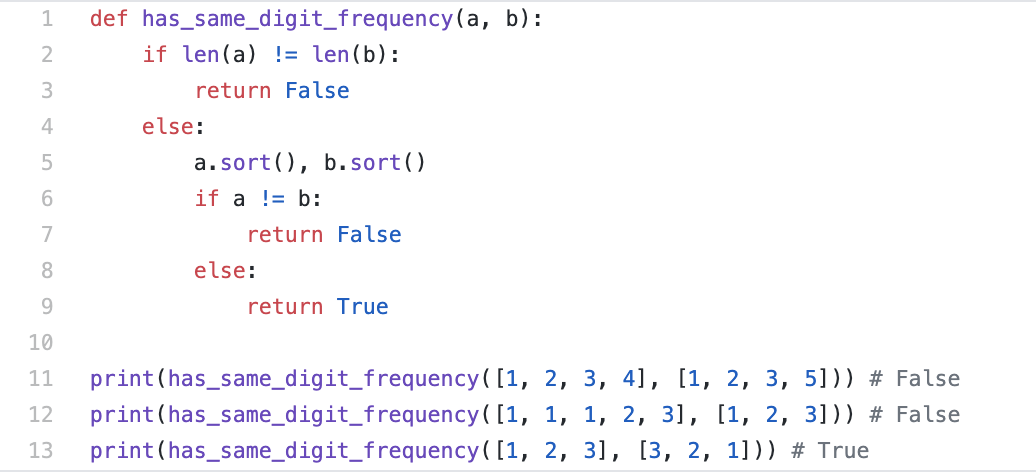 1 def has_same_digit_frequency(a, b):
2     if len(a) != len(b):
3         return False
4     else:
5         a.sort(), b.sort()
6         if a != b:
7             return False
8         else:
9             return True
10
11 print(has_same_digit_frequency([1, 2, 3, 4], [1, 2, 3, 5])) # False
12 print(has_same_digit_frequency([1, 1, 1, 2, 3], [1, 2, 3])) # False
13 print(has_same_digit_frequency([1, 2, 3], [3, 2, 1])) # True